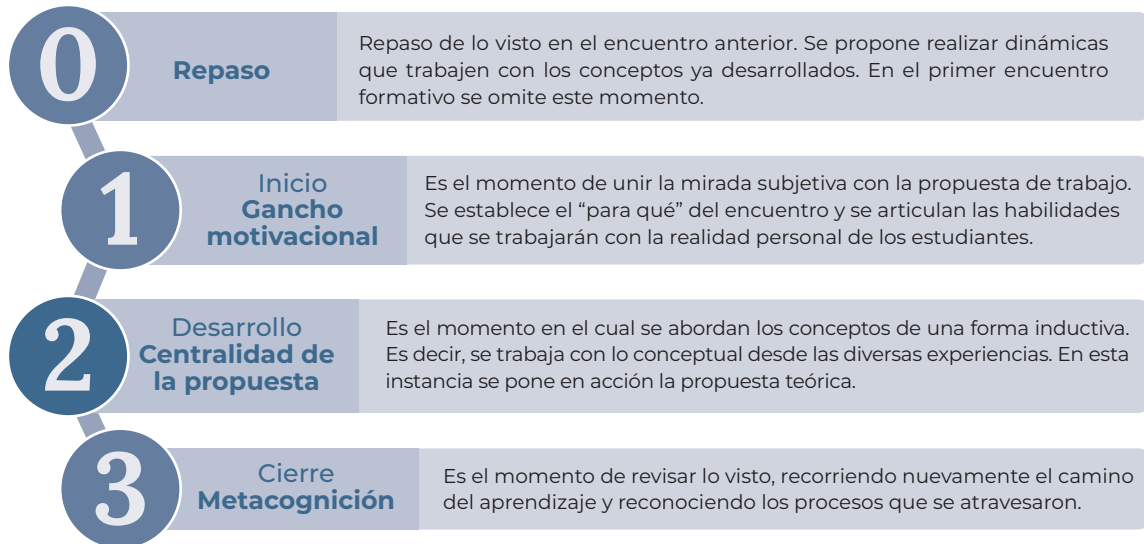 0
Repaso
Repaso de lo visto en el encuentro anterior. Se propone realizar dinámicas
que trabajen con los conceptos ya desarrollados. En el primer encuentro
formativo se omite este momento.
1
Inicio
Gancho
motivacional
Es el momento de unir la mirada subjetiva con la propuesta de trabajo.
Se establece el “para qué” del encuentro y se articulan las habilidades
que se trabajarán con la realidad personal de los estudiantes.
2
Desarrollo
Centralidad de
la propuesta
Es el momento en el cual se abordan los conceptos de una forma inductiva.
Es decir, se trabaja con lo conceptual desde las diversas experiencias. En esta
instancia se pone en acción la propuesta teórica.
3
Cierre
Metacognición
Es el momento de revisar lo visto, recorriendo nuevamente el camino
del aprendizaje y reconociendo los procesos que se atravesaron.